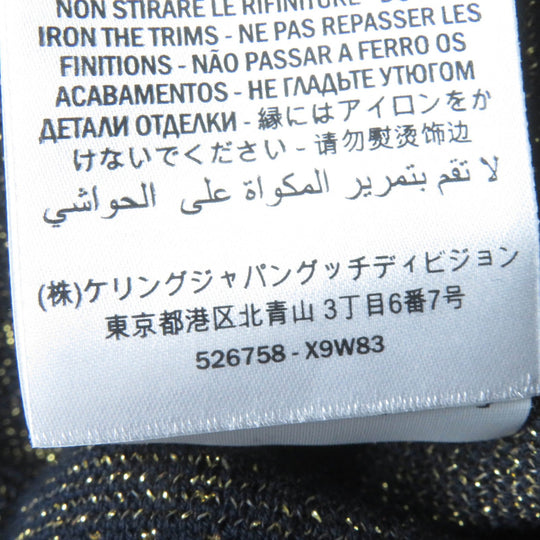 NON STIRARE LE RIFINITURE -
IRON THE TRIMS - NE PAS REPASSER LES
FINITIONS - NÃO PASSAR A FERRO OS
ACABAMENTOS - НЕ ГЛАДЬТЕ УТЮГОМ
ДЕТАЛИ ОТДЕЛКИ - 縁にはアイロンをか
けないでください - 请勿熨烫饰边
لا تقم بتمرير المكواة على الحواشي
(株)ケリングジャパングッチディビジョン
東京都港区北青山 3丁目6番7号
526758 - X9W83